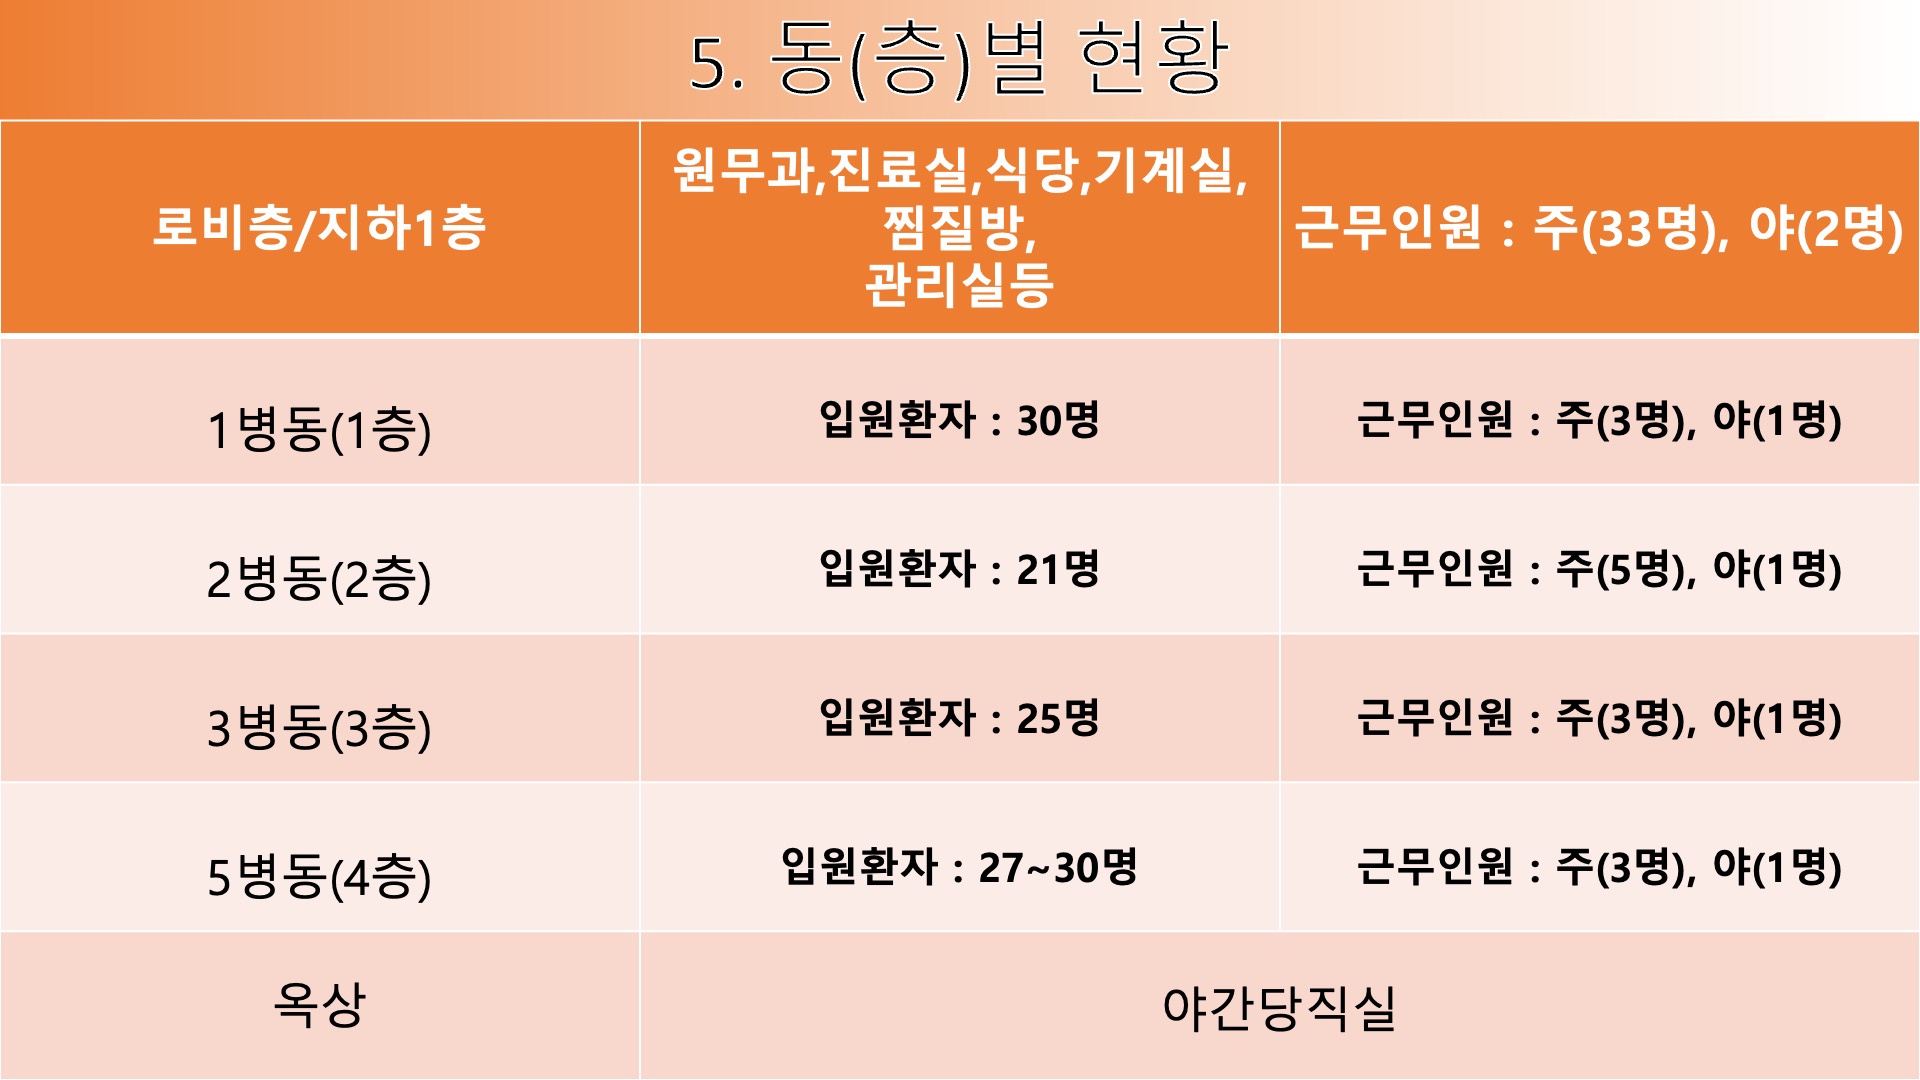 5. 동(층)별 현황
로비층/지하1층
원무과,진료실,식당,기계실,
찜질방,
관리실등
근무인원 : 주(33명), 야(2명)
1병동(1층)
입원환자 : 30명
근무인원 : 주(3명), 야(1명)
2병동(2층)
입원환자 : 21명
근무인원 : 주(5명), 야(1명)
3병동(3층)
입원환자 : 25명
근무인원 : 주(3명), 야(1명)
5병동(4층)
입원환자 : 27~30명
근무인원 : 주(3명), 야(1명)
옥상
야간당직실